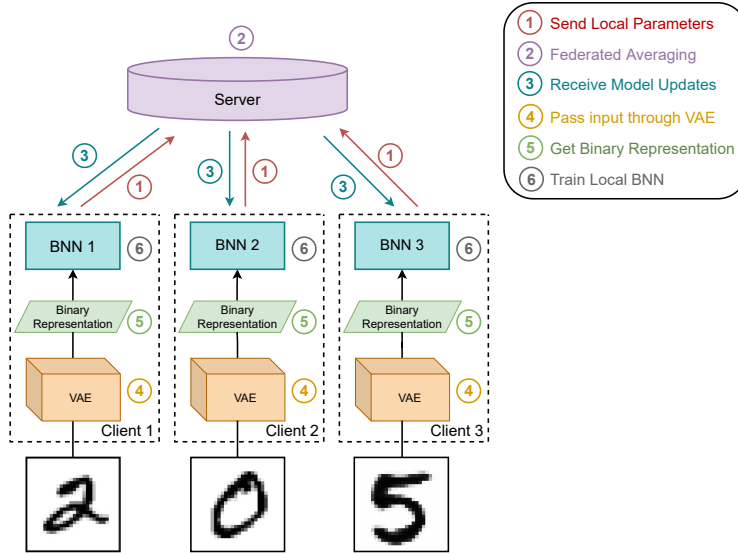 2
Server
3
1
3
1
1
3
1 Send Local Parameters
2 Federated Averaging
3 Receive Model Updates
4 Pass input through VAE
5 Get Binary Representation
6 Train Local BNN
BNN 1
6
Binary
Representation
5
VAE
4
Client 1
2
BNN 2
6
Binary
Representation
5
VAE
4
Client 2
0
BNN 3
6
Binary
Representation
5
VAE
4
Client 3
5